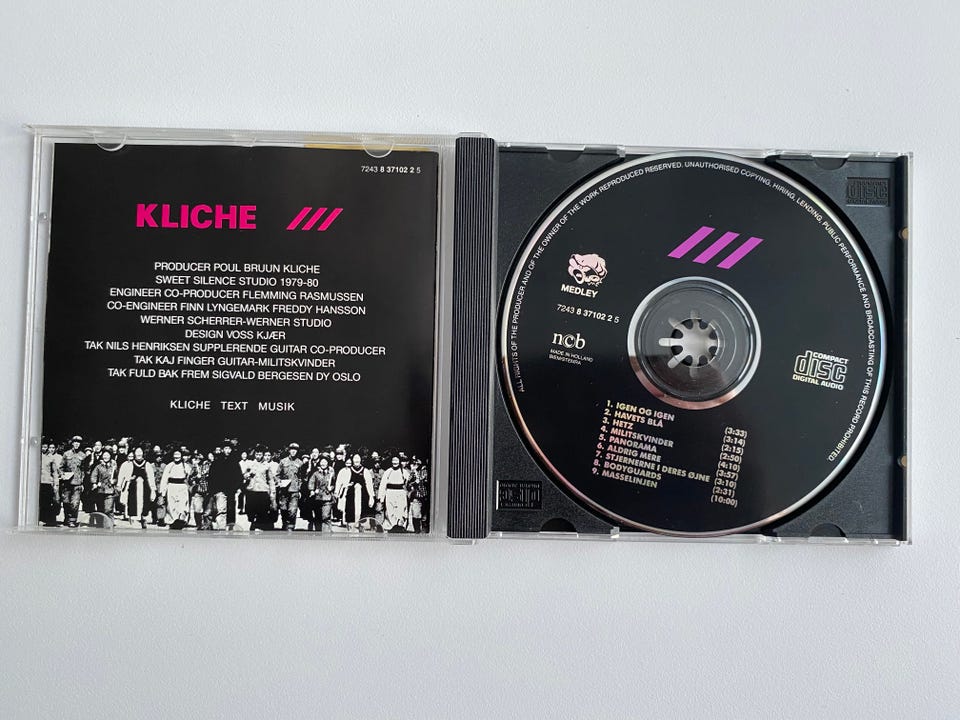 7243 8 37102 2 5
KLICHE ///
PRODUCER POUL BRUUN KLICHE
SWEET SILENCE STUDIO 1979-80
ENGINEER CO-PRODUCER FLEMMING RASMUSSEN
CO-ENGINEER FINN LYNGEMARK FREDDY HANSSON
WERNER SCHERRER-WERNER STUDIO
DESIGN VOSS KJÆR
TAK NILS HENRIKSEN SUPPLERENDE GUITAR CO-PRODUCER
TAK KAJ FINGER GUITAR-MILITSKVINDER
TAK FULD BAK FREM SIGVALD BERGESEN DY OSLO
KLICHE TEXT MUSIK
ALL RIGHTS OF THE PRODUCER AND OF THE OWNER OF THE WORK REPRODUCED RESERVED. UNAUTHORISED COPYING, HIRING, LENDING, PUBLIC PERFORMANCE AND BROADCASTING OF THIS RECORD PROHIBITED.
///
MEDLEY
7243 8 37102 2 5
ncb
MADE IN HOLLAND
BIEM/STEMRA
COMPACT
disc
DIGITAL AUDIO
1. IGEN OG IGEN (3:33)
2. HAVETS BLÅ (3:14)
3. HETZ (2:15)
4. MILITSKVINDER (2:50)
5. PANORAMA (4:10)
6. ALDRIG MERE (3:57)
7. STJERNERNE I DERES ØJNE (3:10)
8. BODYGUARDS (2:31)
9. MASSELINJEN (10:00)